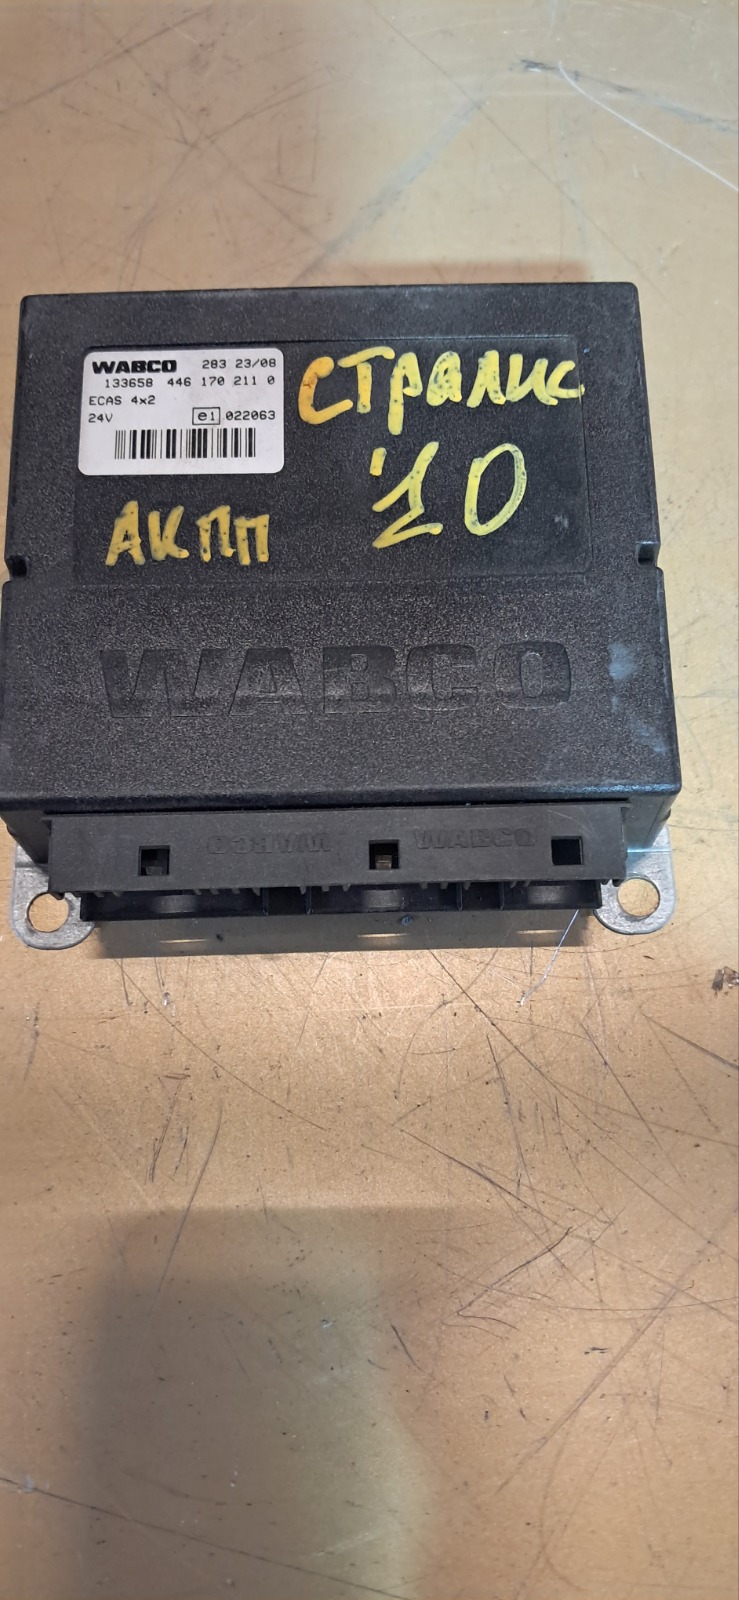 WABCO 283 23/08
133658 446 170 211 0
ECAS 4x2
24V e1 022063
Стралис
'10
АКПП
WABCO
WABCO WABCO